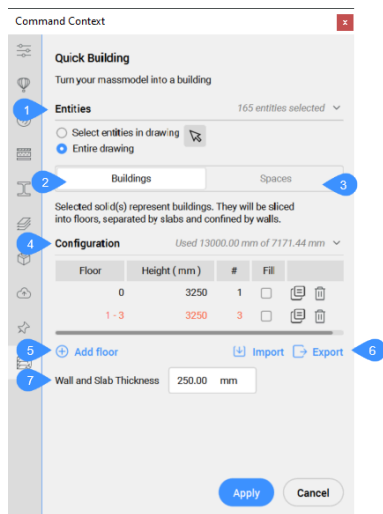 Command Context
x
Quick Building
Turn your massmodel into a building
1
Entities
165 entities selected
Select entities in drawing
Entire drawing
2
Buildings
Spaces
3
Selected solid(s) represent buildings. They will be sliced
into floors, separated by slabs and confined by walls.
4
Configuration
Used 13000.00 mm of 7171.44 mm
Floor Height ( mm ) # Fill
0 3250 1
1 - 3 3250 3
5
Add floor
Import
Export
6
7
Wall and Slab Thickness
250.00 mm
Apply
Cancel